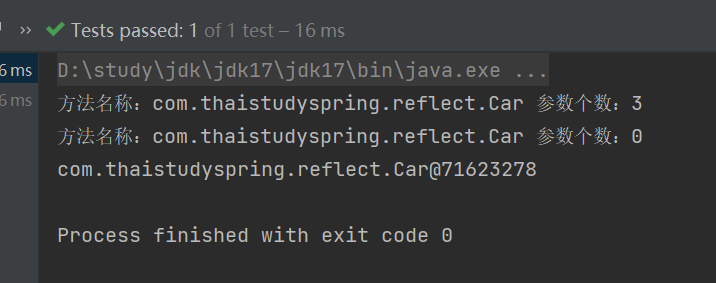 » ✔ Tests passed: 1 of 1 test – 16 ms
6 ms
D:\study\jdk\jdk17\jdk17\bin\java.exe ...
6 ms
方法名称：com.thaistudyspring.reflect.Car 参数个数：3
方法名称：com.thaistudyspring.reflect.Car 参数个数：0
com.thaistudyspring.reflect.Car@71623278
Process finished with exit code 0